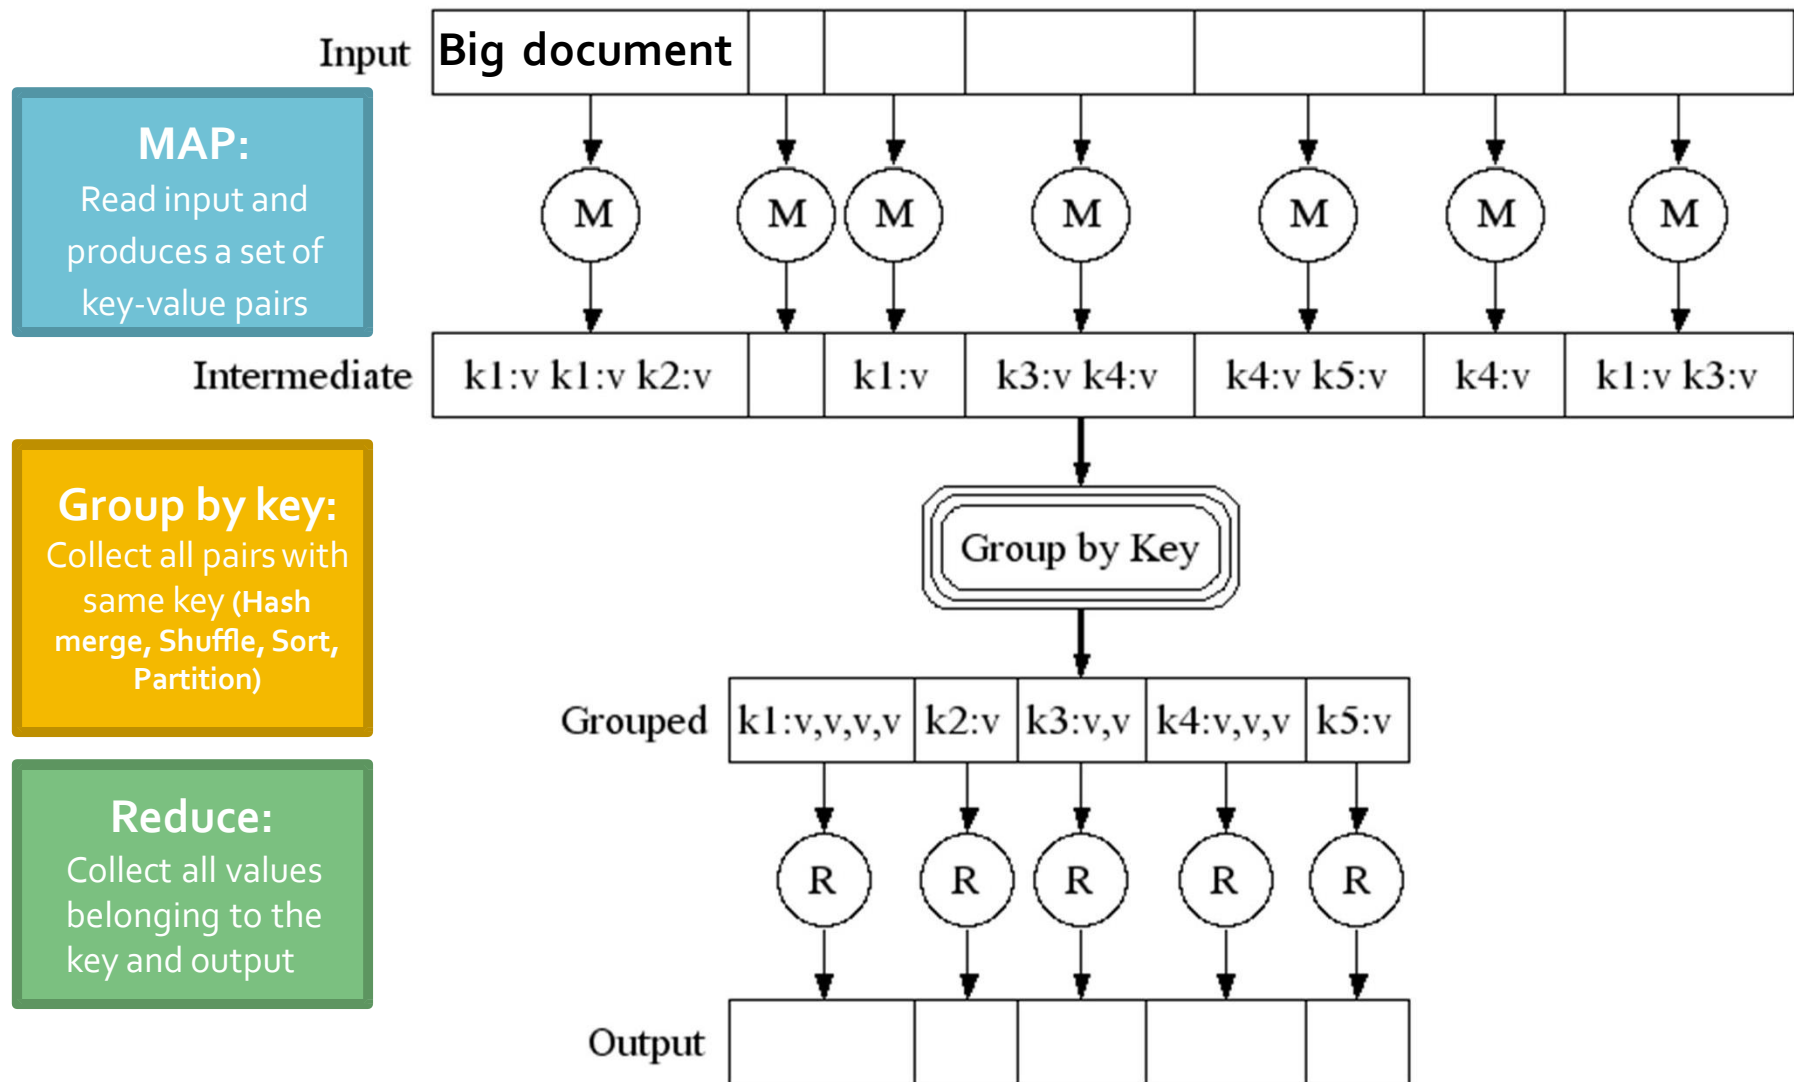 Input
Big document
MAP:
Read input and
produces a set of
key-value pairs
M M M M M M M
Intermediate
k1:v k1:v k2:v k1:v k3:v k4:v k4:v k5:v k4:v k1:v k3:v
Group by key:
Collect all pairs with
same key (Hash
merge, Shuffle, Sort,
Partition)
Group by Key
Grouped
k1:v,v,v,v k2:v k3:v,v k4:v,v,v k5:v
Reduce:
Collect all values
belonging to the
key and output
R R R R R
Output